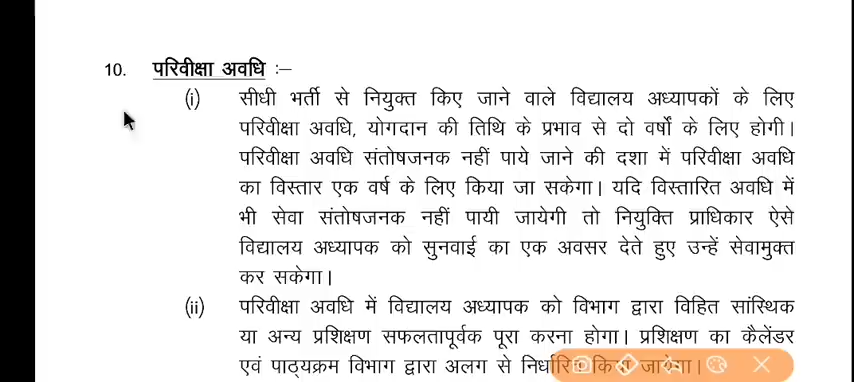 10. परिवीक्षा अवधि :–
(i) सीधी भर्ती से नियुक्त किए जाने वाले विद्यालय अध्यापकों के लिए
परिवीक्षा अवधि, योगदान की तिथि के प्रभाव से दो वर्षों के लिए होगी।
परिवीक्षा अवधि संतोषजनक नहीं पाये जाने की दशा में परिवीक्षा अवधि
का विस्तार एक वर्ष के लिए किया जा सकेगा। यदि विस्तारित अवधि में
भी सेवा संतोषजनक नहीं पायी जायेगी तो नियुक्ति प्राधिकार ऐसे
विद्यालय अध्यापक को सुनवाई का एक अवसर देते हुए उन्हें सेवामुक्त
कर सकेगा।
(ii) परिवीक्षा अवधि में विद्यालय अध्यापक को विभाग द्वारा विहित सांस्थिक
या अन्य प्रशिक्षण सफलतापूर्वक पूरा करना होगा। प्रशिक्षण का कैलेंडर
एवं पाठ्यक्रम विभाग द्वारा अलग से निर्धारित किया जायेगा।